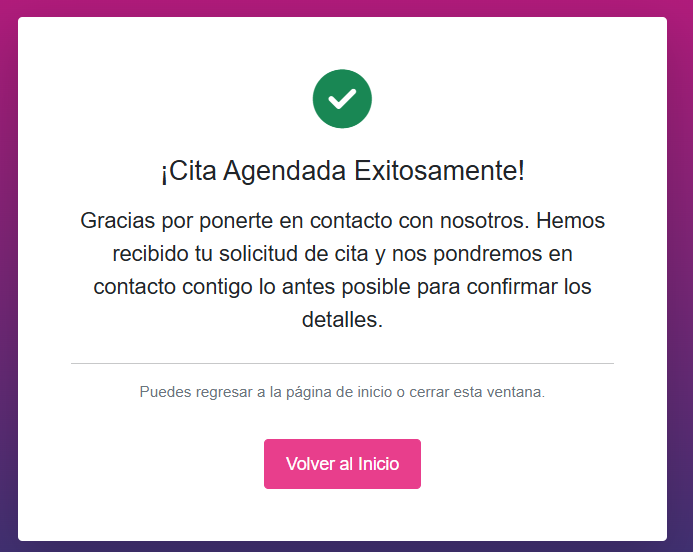 ¡Cita Agendada Exitosamente!
Gracias por ponerte en contacto con nosotros. Hemos
recibido tu solicitud de cita y nos pondremos en
contacto contigo lo antes posible para confirmar los
detalles.
Puedes regresar a la página de inicio o cerrar esta ventana.
Volver al Inicio